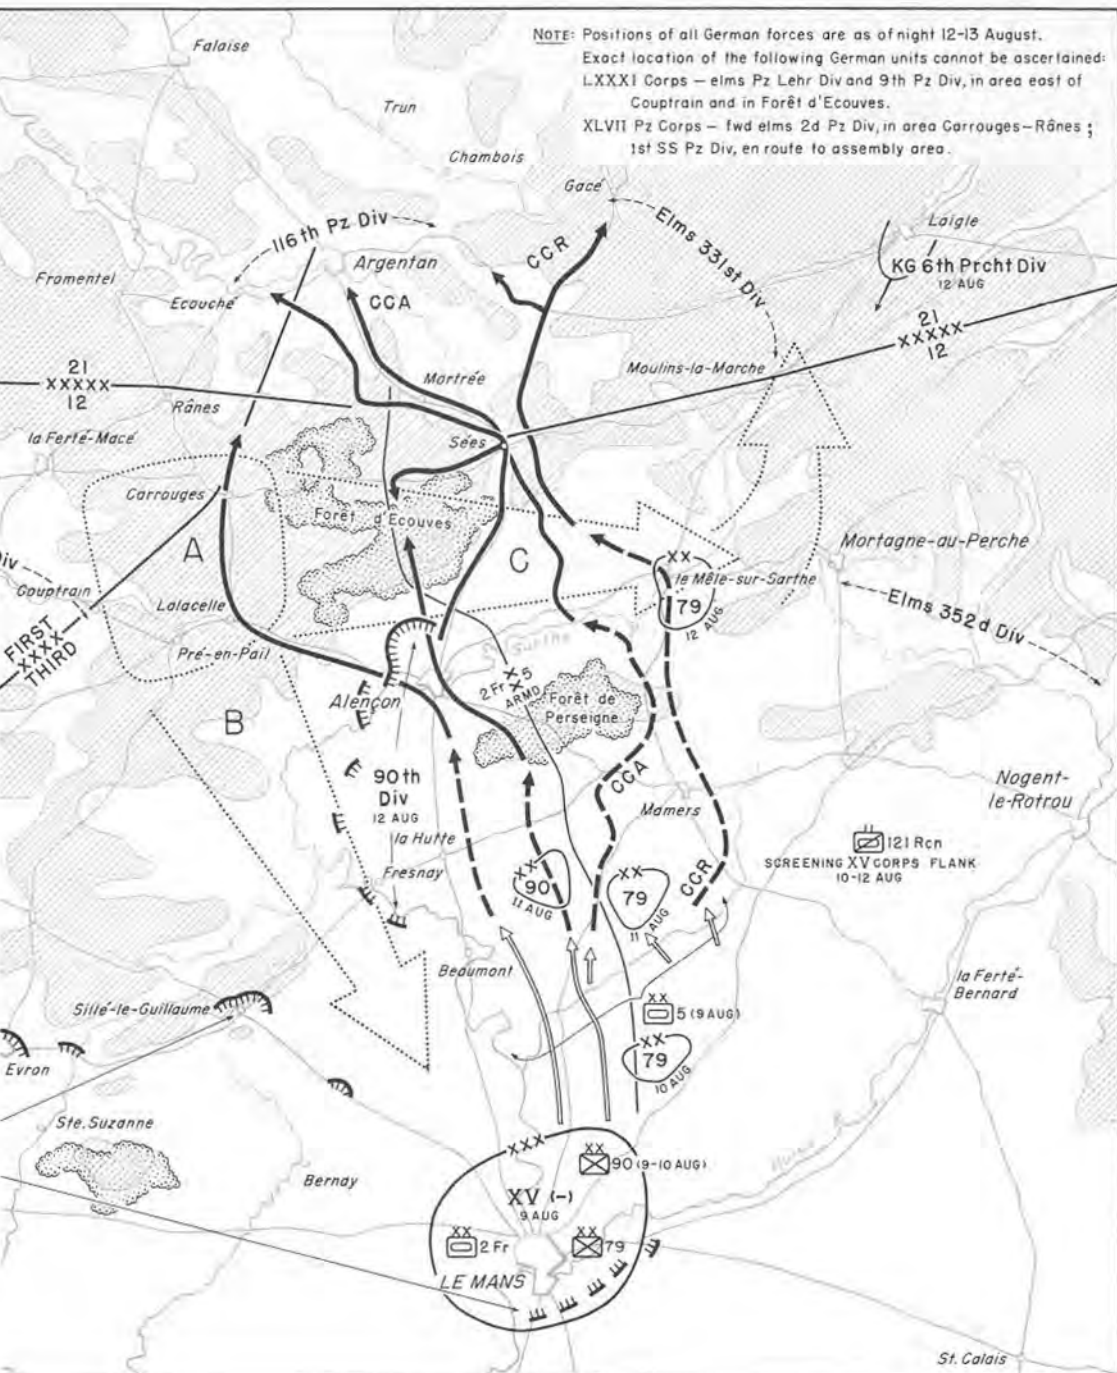 NOTE: Positions of all German forces are as of night 12-13 August.
Exact location of the following German units cannot be ascertained:
LXXXI Corps – elms Pz Lehr Div and 9th Pz Div, in area east of
Couptrain and in Forêt d'Ecouves.
XLVII Pz Corps – fwd elms 2d Pz Div, in area Carrouges–Rânes ;
1st SS Pz Div, en route to assembly area.
Falaise
Trun
Chambois
Gacé
Laigle
116th Pz Div
Elms 331st Div
KG 6th Prcht Div
12 AUG
CCR
Argentan
Fromentel
Ecouché
CCA
21
XXXXX
12
21
XXXXX
12
Mortrée
Moulins-la-Marche
Rânes
la Ferté-Macé
Sées
Carrouges
Forêt d'Ecouves
A
C
Mortagne-au-Perche
XX
le Mêle-sur-Sarthe
79
12 AUG
Div
Couptrain
Lalacelle
Elms 352d Div
FIRST
XXXX
THIRD
Pré-en-Pail
Sarthe
XX
2 Fr 5
ARMD
Alençon
Forêt de
Perseigne
B
90th
Div
12 AUG
CCA
Nogent-
le-Rotrou
Mamers
la Hutte
Fresnay
121 Rcn
SCREENING XV CORPS FLANK
10-12 AUG
XX
90
11 AUG
XX
79
11 AUG
CCR
Beaumont
la Ferté-
Bernard
Sillé-le-Guillaume
XX
5 (9 AUG)
XX
79
10 AUG
Evron
Ste. Suzanne
Bernay
XXX
XX
90 (9-10 AUG)
XV (-)
9 AUG
XX
2 Fr
XX
79
LE MANS
St. Calais